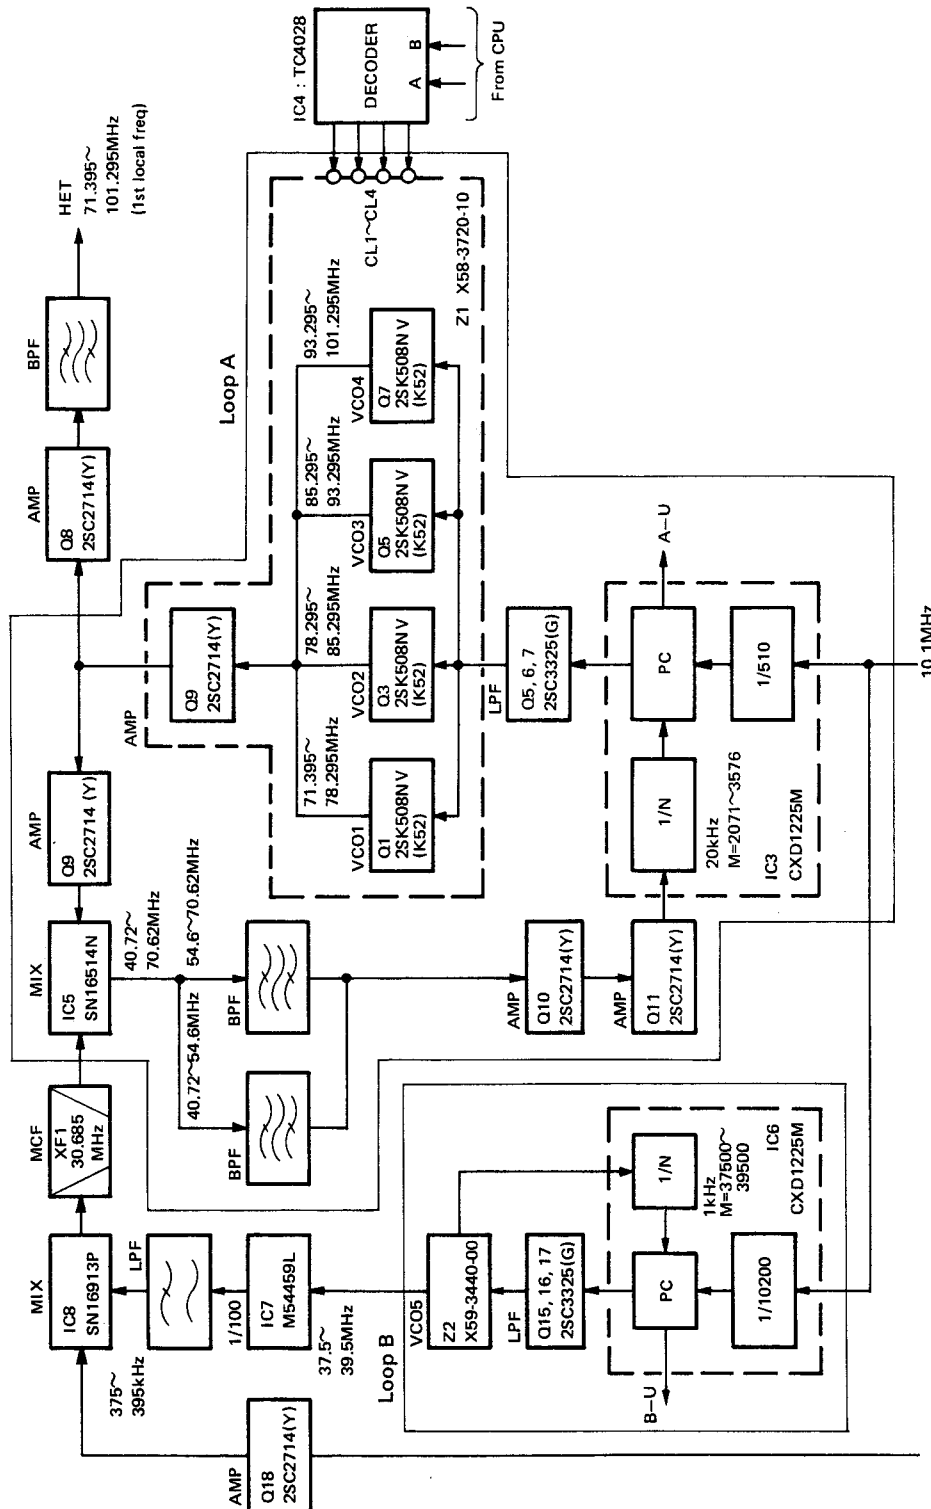 AMP
Q18
2SC2714(Y)
375~
395kHz
MIX
IC8
SN16913P
MCF
XF1
30.685
MHz
MIX
IC5
SN16514N
AMP
Q9
2SC2714 (Y)
AMP
Q8
2SC2714(Y)
BPF
HET
71.395~
101.295MHz
(1st local freq)
LPF
1/100
IC7
M54459L
37.5~
39.5MHz
40.72~
70.62MHz
40.72~54.6MHz
54.6~70.62MHz
BPF
BPF
AMP
Q9
2SC2714(Y)
Loop A
IC4 : TC4028
DECODER
A
B
From CPU
CL1~CL4
71.395~
78.295MHz
78.295~
85.295MHz
85.295~
93.295MHz
93.295~
101.295MHz
VCO1
Q1
2SK508NV
(K52)
VCO2
Q3
2SK508NV
(K52)
VCO3
Q5
2SK508NV
(K52)
VCO4
Q7
2SK508NV
(K52)
Z1 X58-3720-10
Loop B
VCO5
Z2
X59-3440-00
LPF
Q15, 16, 17
2SC3325(G)
AMP
Q10
2SC2714(Y)
AMP
Q11
2SC2714(Y)
LPF
Q5, 6, 7
2SC3325(G)
B-U
PC
1/N
1kHz
M=37500~
39500
1/10200
IC6
CXD1225M
1/N
20kHz
M=2071~3576
PC
A-U
1/510
IC3
CXD1225M
10.1MHz